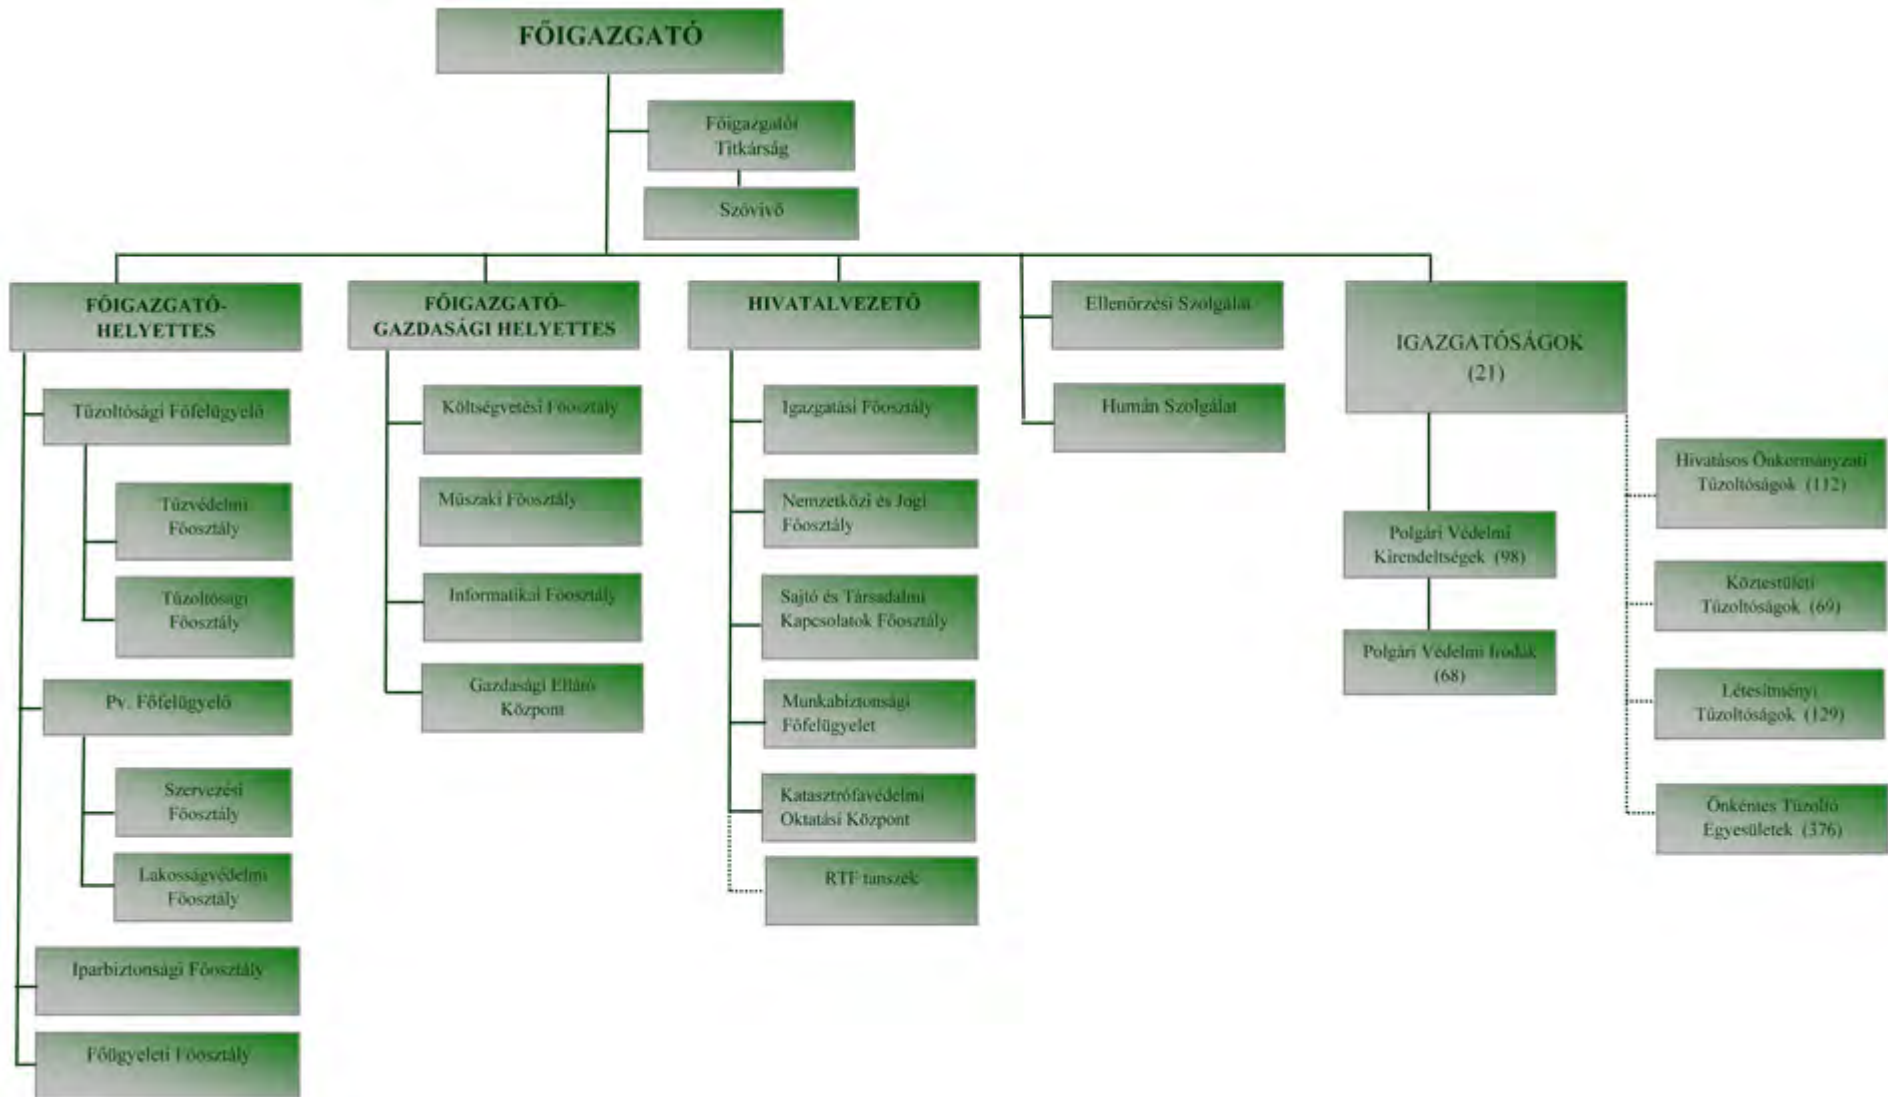 FŐIGAZGATÓ
Főigazgatói
Titkárság
Szóvivő
FŐIGAZGATÓ-
HELYETTES
Tűzoltósági Főfelügyelő
Tűzvédelmi
Főosztály
Tűzoltósági
Főosztály
Pv. Főfelügyelő
Szervezési
Főosztály
Lakosságvédelmi
Főosztály
Iparbiztonsági Főosztály
Főügyeleti Főosztály
FŐIGAZGATÓ-
GAZDASÁGI HELYETTES
Költségvetési Főosztály
Műszaki Főosztály
Informatikai Főosztály
Gazdasági Ellátó
Központ
HIVATALVEZETŐ
Igazgatási Főosztály
Nemzetközi és Jogi
Főosztály
Sajtó és Társadalmi
Kapcsolatok Főosztály
Munkabiztonsági
Főfelügyelet
Katasztrófavédelmi
Oktatási Központ
RTF tanszék
Ellenőrzési Szolgálat
Humán Szolgálat
IGAZGATÓSÁGOK
(21)
Polgári Védelmi
Kirendeltségek (98)
Polgári Védelmi Irodák
(68)
Hivatásos Önkormányzati
Tűzoltóságok (112)
Köztestületi
Tűzoltóságok (69)
Létesítményi
Tűzoltóságok (129)
Önkéntes Tűzoltó
Egyesületek (376)